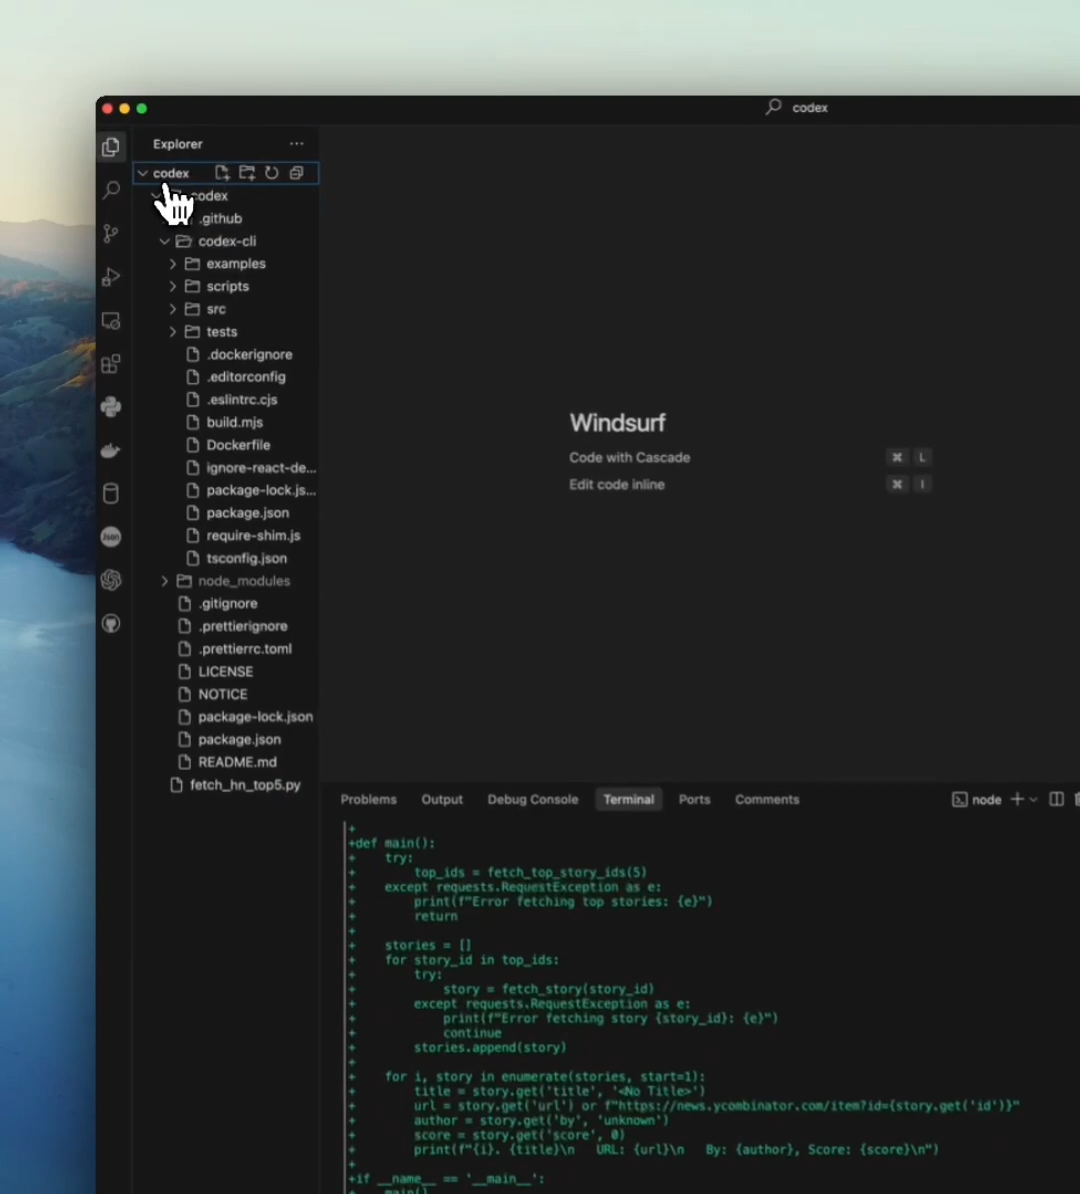 codex
Explorer
codex
codex
.github
codex-cli
examples
scripts
src
tests
.dockerignore
.editorconfig
.eslintrc.cjs
build.mjs
Dockerfile
ignore-react-de...
package-lock.js...
package.json
require-shim.js
tsconfig.json
node_modules
.gitignore
.prettierignore
.prettierrc.toml
LICENSE
NOTICE
package-lock.json
package.json
README.md
fetch_hn_top5.py
Json
Windsurf
Code with Cascade ⌘ L
Edit code inline ⌘ I
Problems Output Debug Console Terminal Ports Comments node
+
+def main():
+    try:
+        top_ids = fetch_top_story_ids(5)
+    except requests.RequestException as e:
+        print(f"Error fetching top stories: {e}")
+        return
+
+    stories = []
+    for story_id in top_ids:
+        try:
+            story = fetch_story(story_id)
+        except requests.RequestException as e:
+            print(f"Error fetching story {story_id}: {e}")
+            continue
+        stories.append(story)
+
+    for i, story in enumerate(stories, start=1):
+        title = story.get('title', '<No Title>')
+        url = story.get('url') or f"https://news.ycombinator.com/item?id={story.get('id')}"
+        author = story.get('by', 'unknown')
+        score = story.get('score', 0)
+        print(f"{i}. {title}\n   URL: {url}\n   By: {author}, Score: {score}\n")
+
+if __name__ == '__main__':
+    main()